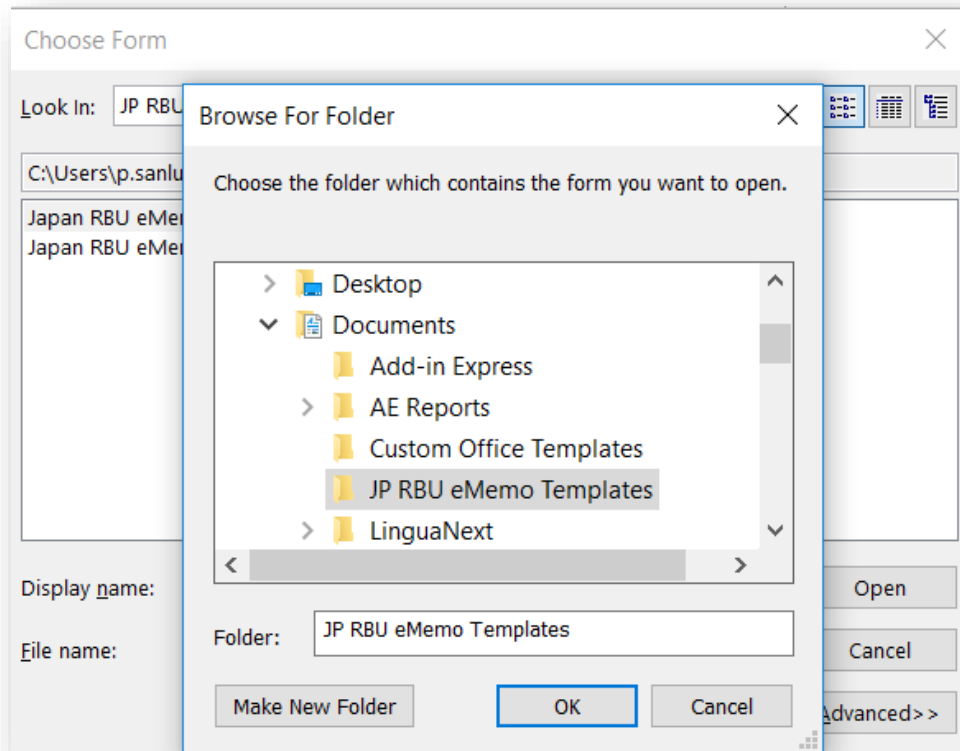 Choose Form
Look In: JP RBU
C:\Users\p.sanlu
Japan RBU eMe
Japan RBU eMe
Browse For Folder
Choose the folder which contains the form you want to open.
Desktop
Documents
Add-in Express
AE Reports
Custom Office Templates
JP RBU eMemo Templates
LinguaNext
Folder: JP RBU eMemo Templates
Make New Folder OK Cancel
Display name: Open
File name: Cancel
Advanced>>